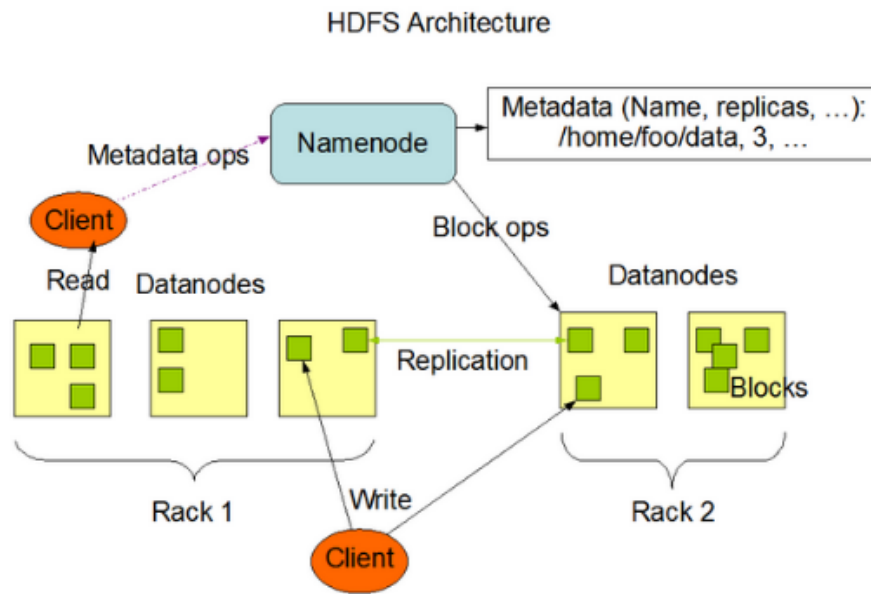 HDFS Architecture
Metadata (Name, replicas, …):
/home/foo/data, 3, …
Namenode
Metadata ops
Client
Block ops
Read
Datanodes
Datanodes
Replication
Blocks
Rack 1
Write
Rack 2
Client